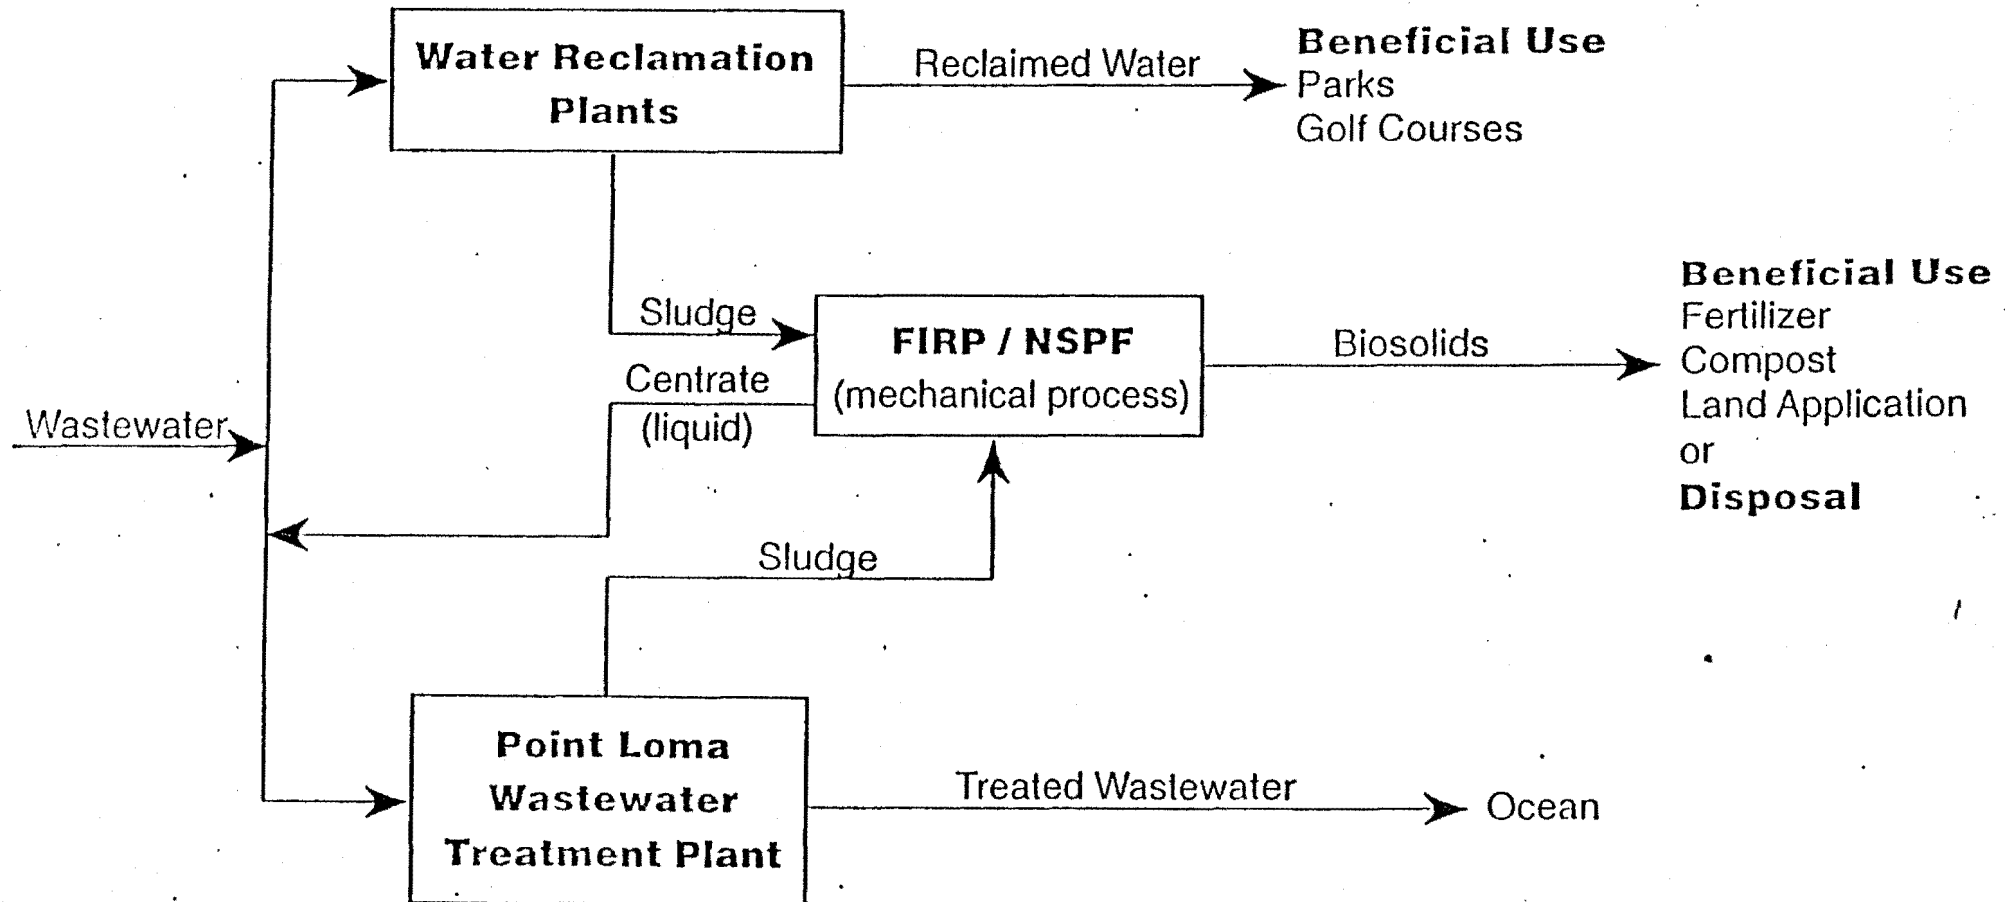 Water Reclamation
Plants
Reclaimed Water
Beneficial Use
Parks
Golf Courses
Sludge
Centrate
(liquid)
FIRP / NSPF
(mechanical process)
Biosolids
Beneficial Use
Fertilizer
Compost
Land Application
or
Disposal
Wastewater
Sludge
Point Loma
Wastewater
Treatment Plant
Treated Wastewater
Ocean